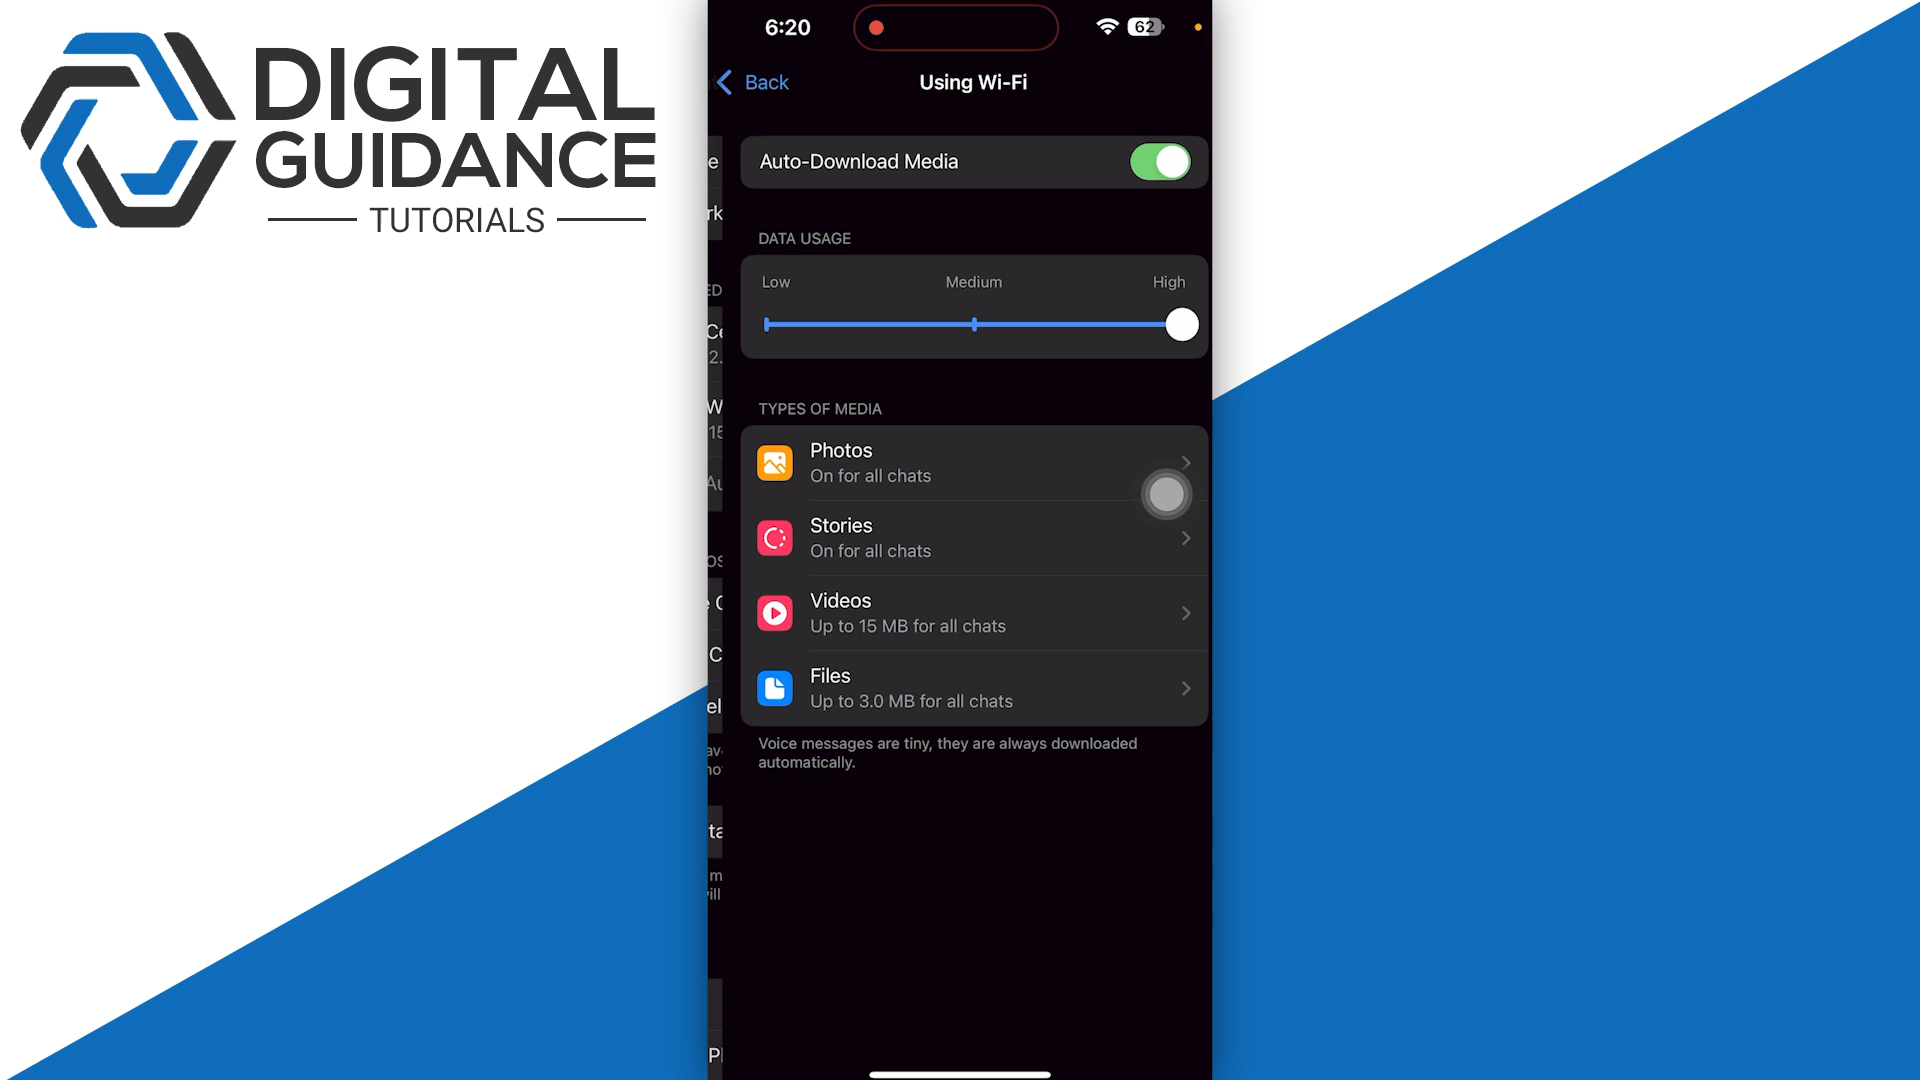 DIGITAL
GUIDANCE
TUTORIALS
6:20
62
Back
Using Wi-Fi
Auto-Download Media
DATA USAGE
Low
Medium
High
TYPES OF MEDIA
Photos
On for all chats
Stories
On for all chats
Videos
Up to 15 MB for all chats
Files
Up to 3.0 MB for all chats
Voice messages are tiny, they are always downloaded
automatically.